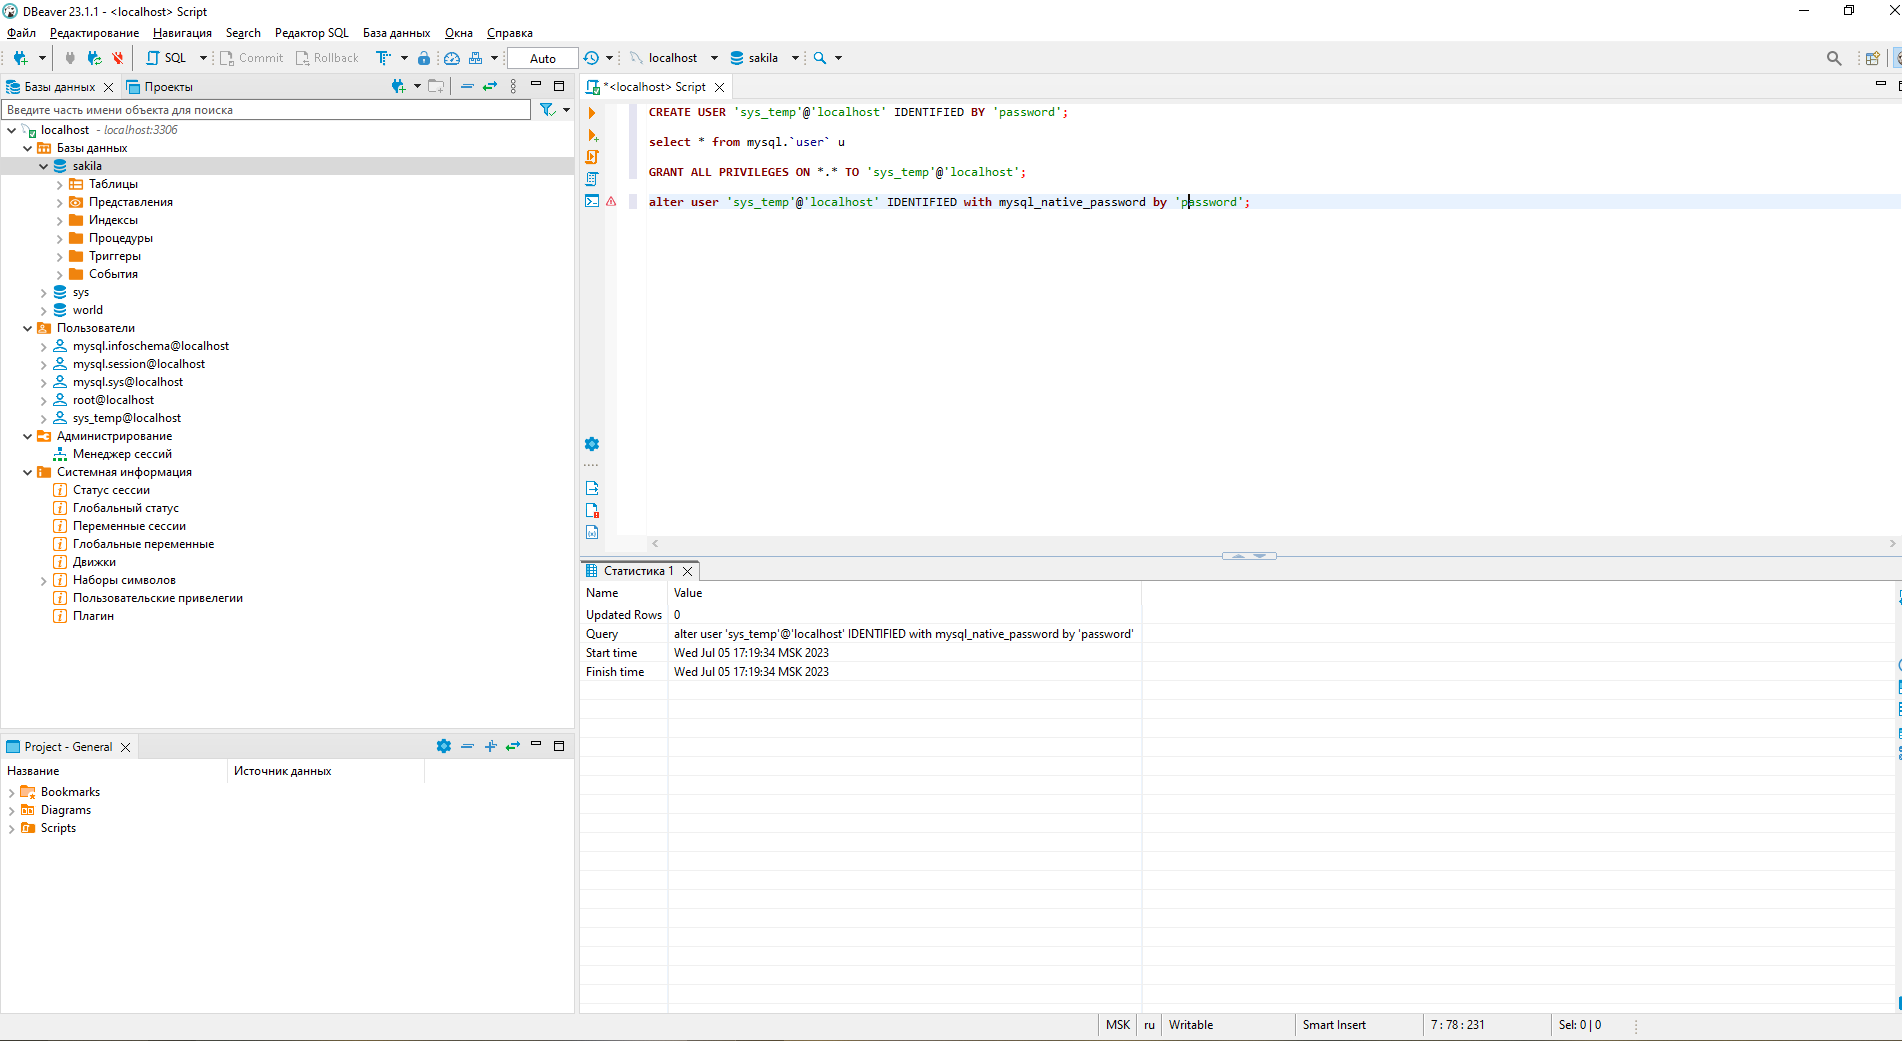 DBeaver 23.1.1 - <localhost> Script
Файл Редактирование Навигация Search Редактор SQL База данных Окна Справка
SQL Commit Rollback Auto localhost sakila
Базы данных Проекты
Введите часть имени объекта для поиска
localhost - localhost:3306
Базы данных
sakila
Таблицы
Представления
Индексы
Процедуры
Триггеры
События
sys
world
Пользователи
mysql.infoschema@localhost
mysql.session@localhost
mysql.sys@localhost
root@localhost
sys_temp@localhost
Администрирование
Менеджер сессий
Системная информация
Статус сессии
Глобальный статус
Переменные сессии
Глобальные переменные
Движки
Наборы символов
Пользовательские привелегии
Плагин
Project - General
Название Источник данных
Bookmarks
Diagrams
Scripts
*<localhost> Script
CREATE USER 'sys_temp'@'localhost' IDENTIFIED BY 'password';
select * from mysql.`user` u
GRANT ALL PRIVILEGES ON *.* TO 'sys_temp'@'localhost';
alter user 'sys_temp'@'localhost' IDENTIFIED with mysql_native_password by 'password';
Статистика 1
Name Value
Updated Rows 0
Query alter user 'sys_temp'@'localhost' IDENTIFIED with mysql_native_password by 'password'
Start time Wed Jul 05 17:19:34 MSK 2023
Finish time Wed Jul 05 17:19:34 MSK 2023
MSK ru Writable Smart Insert 7 : 78 : 231 Sel: 0 | 0